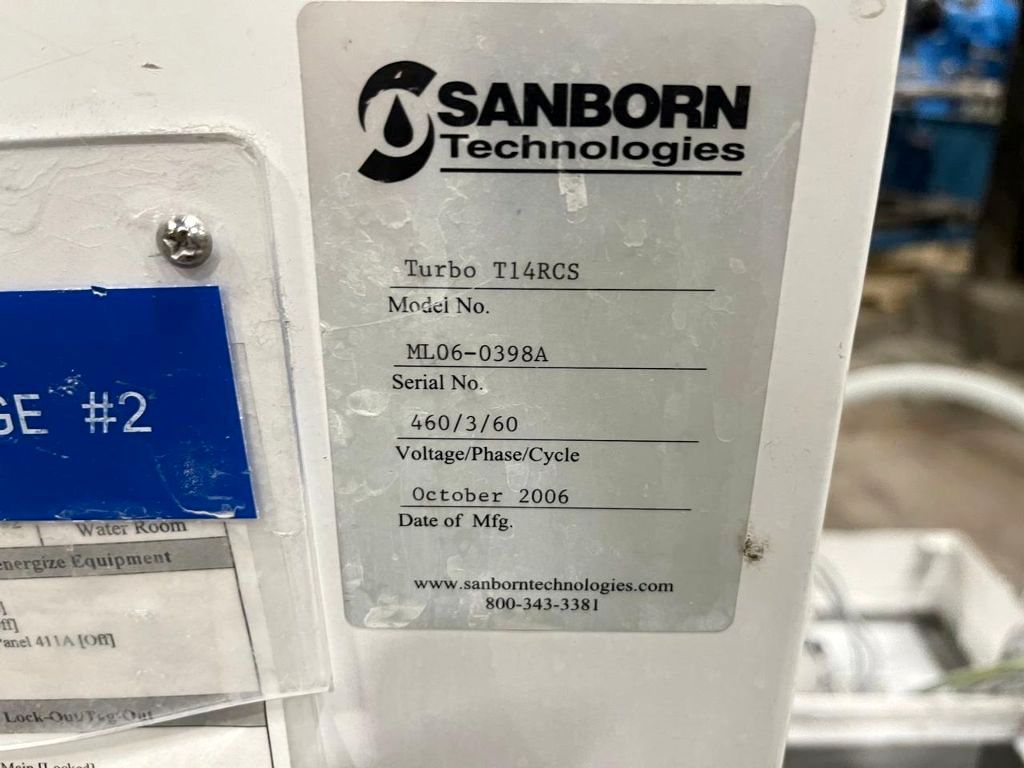 SANBORN
Technologies
Turbo T14RCS
Model No.
ML06-0398A
Serial No.
460/3/60
Voltage/Phase/Cycle
October 2006
Date of Mfg.
www.sanborntechnologies.com
800-343-3381
GE #2
Water Room
energize Equipment
anel 411A [Off]
Lock-Out/Tag-Out
Main [Locked]